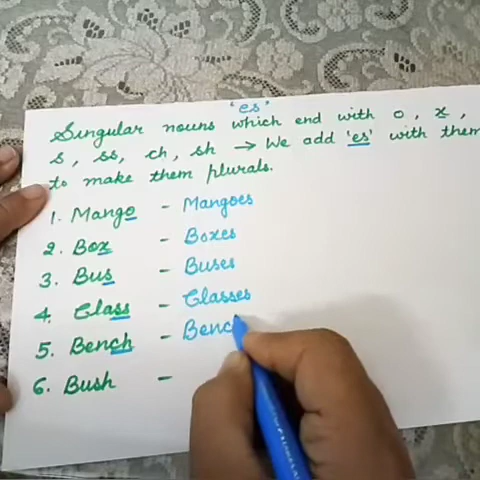 'es'
Singular nouns which end with o, x,
s, ss, ch, sh → We add 'es' with them
to make them plurals.
1. Mango - Mangoes
2. Box - Boxes
3. Bus - Buses
4. Class - Classes
5. Bench - Benc
6. Bush -